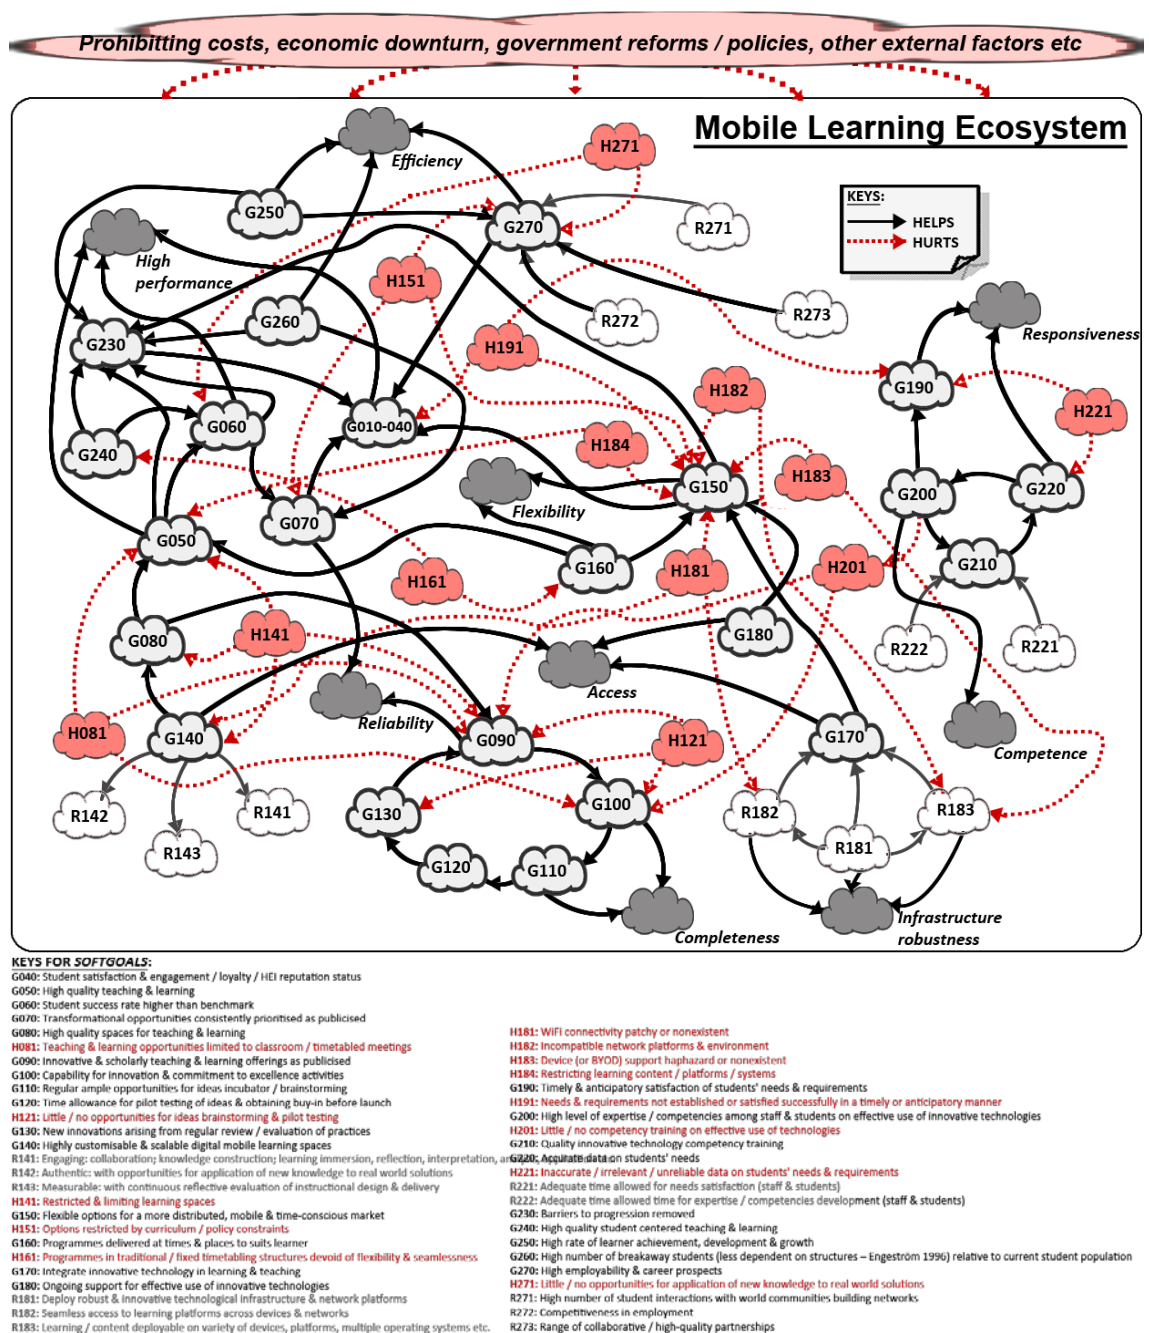 Prohibitting costs, economic downturn, government reforms / policies, other external factors etc
Mobile Learning Ecosystem
KEYS:
HELPS
HURTS
Efficiency
H271
G250
G270
R271
High
performance
H151
G260
R272
R273
G230
H191
Responsiveness
G190
H182
H221
G060
G010-040
G240
H184
H183
G150
G200
G220
Flexibility
G070
G050
G160
H161
H181
H201
G210
G080
H141
G180
R222
R221
Access
Reliability
H081
G140
G090
H121
G170
Competence
R142
R141
G130
G100
R182
R183
R143
R181
G120
G110
Completeness
Infrastructure
robustness
KEYS FOR SOFTGOALS:
G040: Student satisfaction & engagement / loyalty / HEI reputation status
G050: High quality teaching & learning
G060: Student success rate higher than benchmark
G070: Transformational opportunities consistently prioritised as publicised
G080: High quality spaces for teaching & learning
H081: Teaching & learning opportunities limited to classroom / timetabled meetings
G090: Innovative & scholarly teaching & learning offerings as publicised
G100: Capability for innovation & commitment to excellence activities
G110: Regular ample opportunities for ideas incubator / brainstorming
G120: Time allowance for pilot testing of ideas & obtaining buy-in before launch
H121: Little / no opportunities for ideas brainstorming & pilot testing
G130: New innovations arising from regular review / evaluation of practices
G140: Highly customisable & scalable digital mobile learning spaces
R141: Engaging: collaboration; knowledge construction; learning immersion, reflection, interpretation,
R142: Authentic: with opportunities for application of new knowledge to real world solutions
R143: Measurable: with continuous reflective evaluation of instructional design & delivery
H141: Restricted & limiting learning spaces
G150: Flexible options for a more distributed, mobile & time-conscious market
H151: Options restricted by curriculum / policy constraints
G160: Programmes delivered at times & places to suits learner
H161: Programmes in traditional / fixed timetabling structures devoid of flexibility & seamlessness
G170: Integrate innovative technology in learning & teaching
G180: Ongoing support for effective use of innovative technologies
R181: Deploy robust & innovative technological infrastructure & network platforms
R182: Seamless access to learning platforms across devices & networks
R183: Learning / content deployable on variety of devices, platforms, multiple operating systems etc.
H181: WiFi connectivity patchy or nonexistent
H182: Incompatible network platforms & environment
H183: Device (or BYOD) support haphazard or nonexistent
H184: Restricting learning content / platforms / systems
G190: Timely & anticipatory satisfaction of students' needs & requirements
H191: Needs & requirements not established or satisfied successfully in a timely or anticipatory manner
G200: High level of expertise / competencies among staff & students on effective use of innovative technologies
H201: Little / no competency training on effective use of technologies
G210: Quality innovative technology competency training
G220: Accurate data on students' needs
H221: Inaccurate / irrelevant / unreliable data on students' needs & requirements
R221: Adequate time allowed for needs satisfaction (staff & students)
R222: Adequate time allowed time for expertise / competencies development (staff & students)
G230: Barriers to progression removed
G240: High quality student centered teaching & learning
G250: High rate of learner achievement, development & growth
G260: High number of breakaway students (less dependent on structures – Engeström 1996) relative to current student population
G270: High employability & career prospects
H271: Little / no opportunities for application of new knowledge to real world solutions
R271: High number of student interactions with world communities building networks
R272: Competitiveness in employment
R273: Range of collaborative / high-quality partnerships